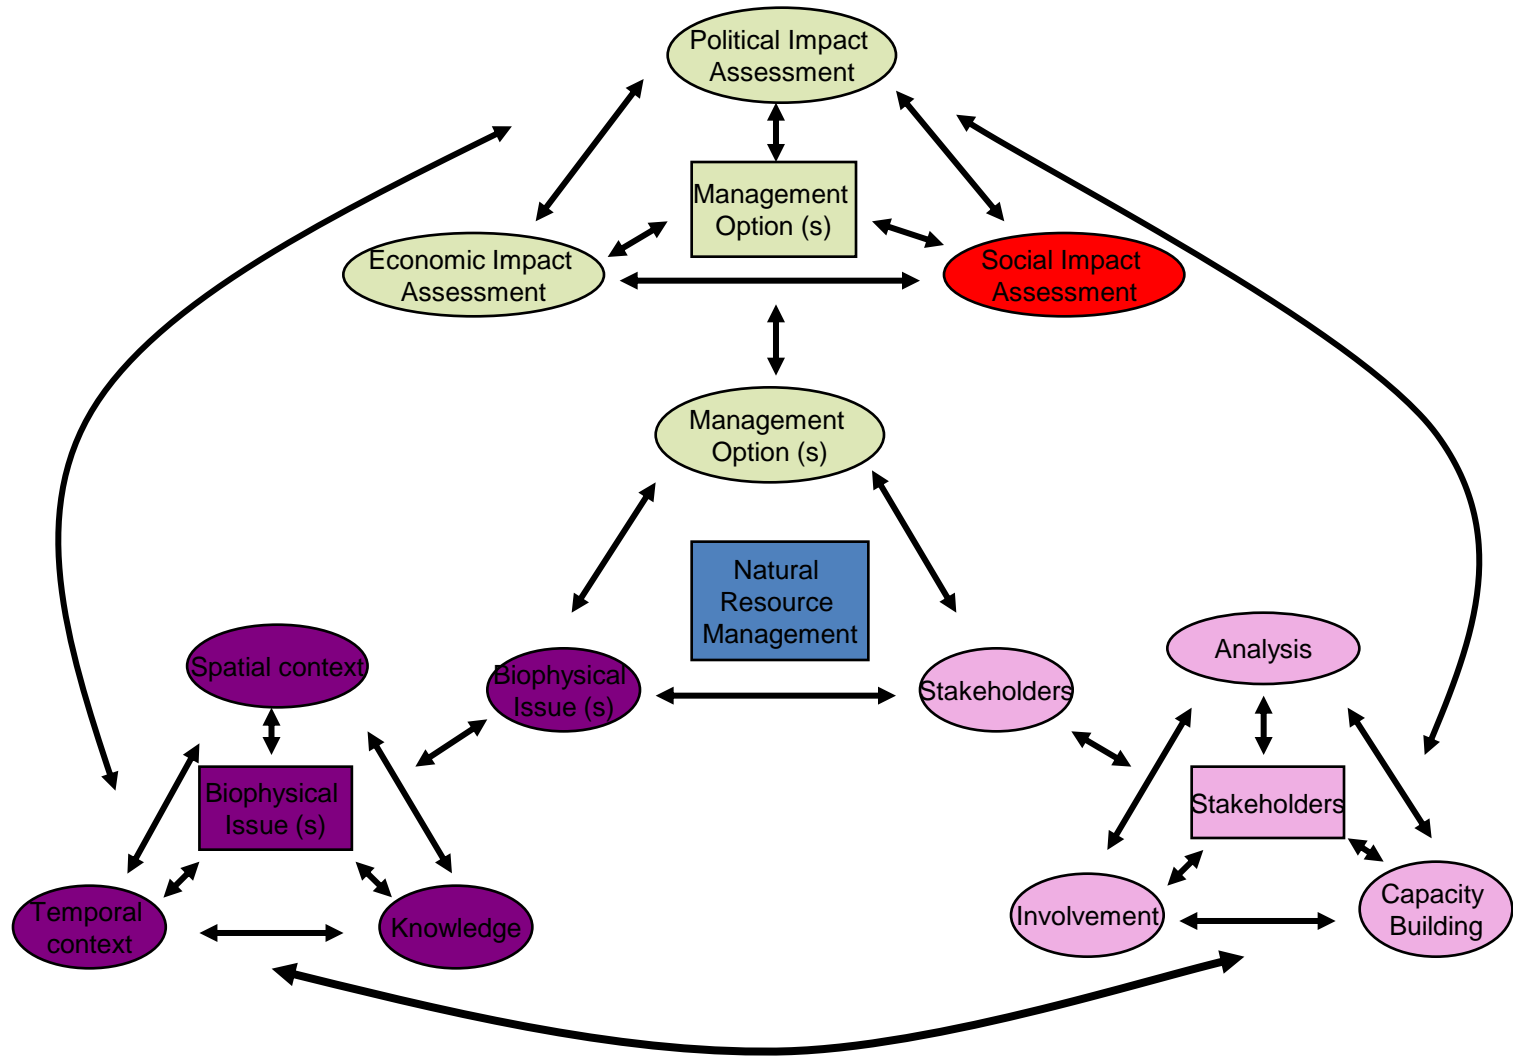 Political Impact
Assessment
Management
Option (s)
Economic Impact
Assessment
Social Impact
Assessment
Management
Option (s)
Natural
Resource
Management
Spatial context
Biophysical
Issue (s)
Stakeholders
Analysis
Biophysical
Issue (s)
Stakeholders
Temporal
context
Knowledge
Involvement
Capacity
Building